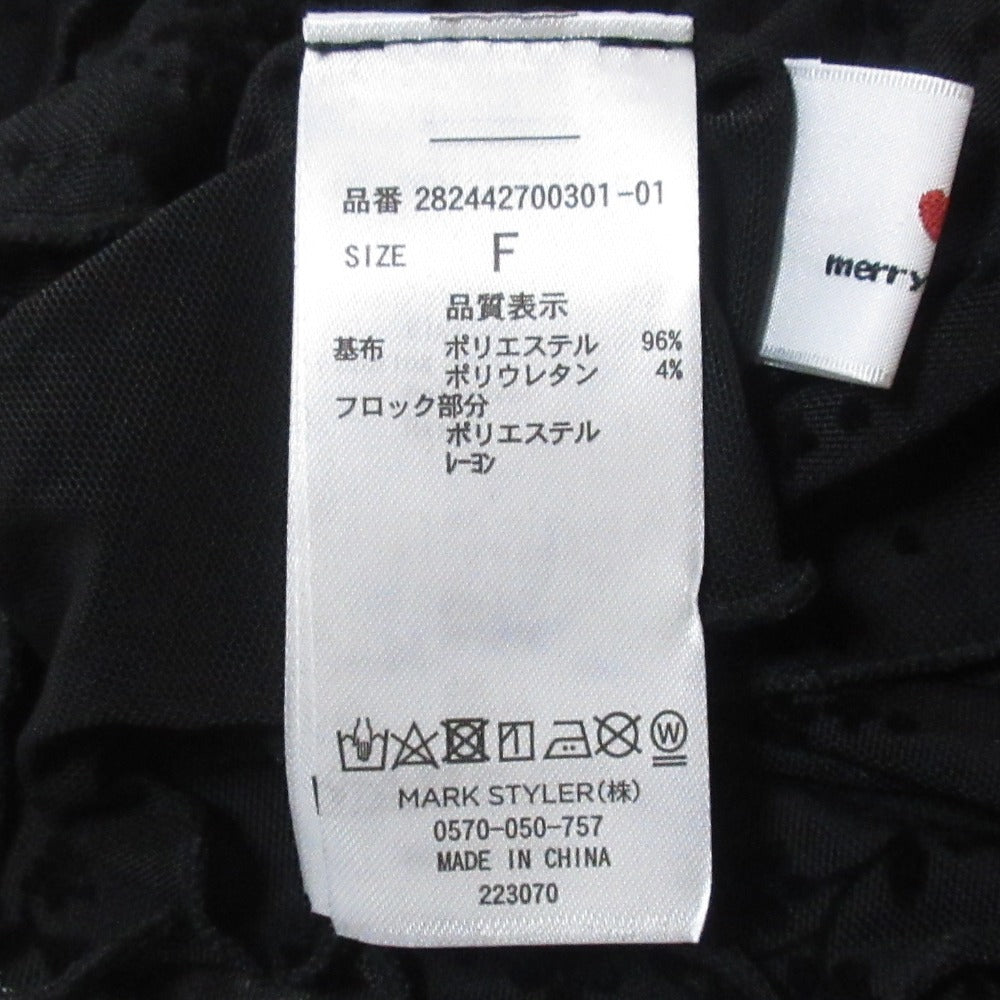 品番 282442700301-01
SIZE F
品質表示
基布 ポリエステル 96%
ポリウレタン 4%
フロック部分
ポリエステル
ﾚｰﾖﾝ
W
MARK STYLER(株)
0570-050-757
MADE IN CHINA
223070
merry